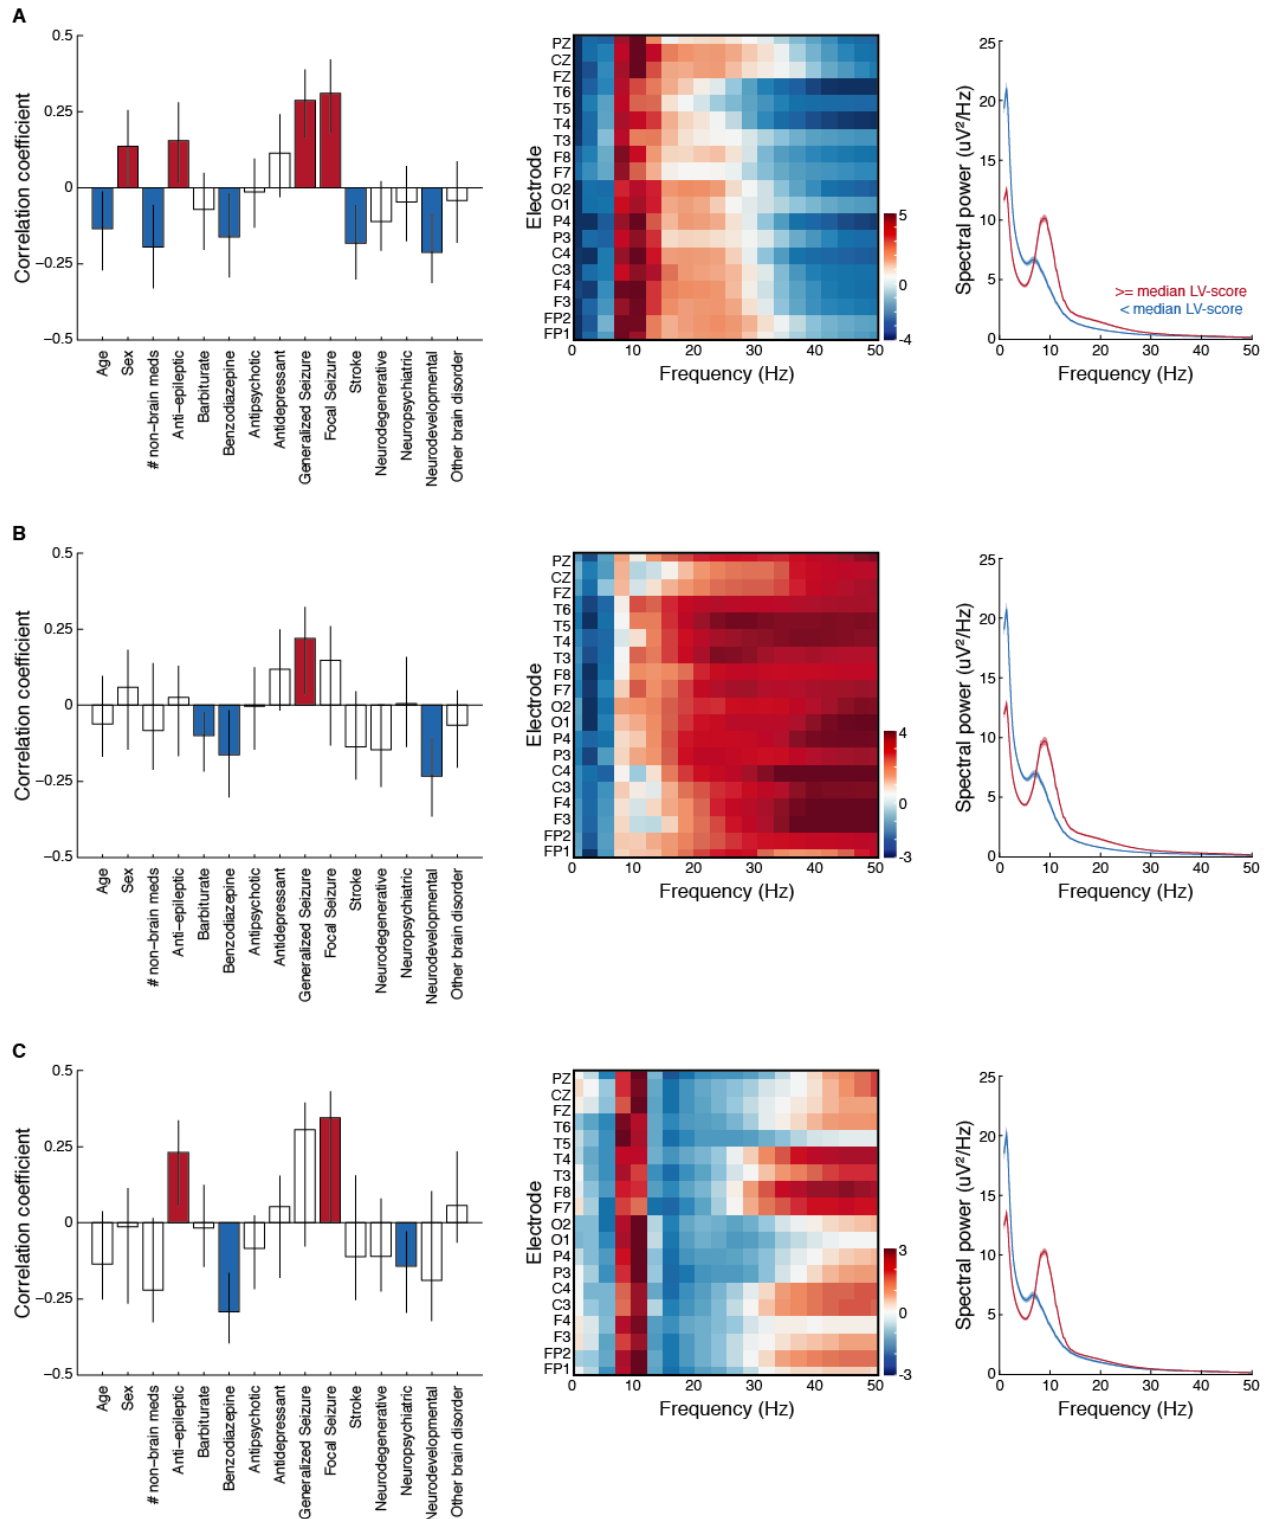 A
0.5
0.25
0
−0.25
−0.5
Correlation coefficient
Age
Sex
# non−brain meds
Anti−epileptic
Barbiturate
Benzodiazepine
Antipsychotic
Antidepressant
Generalized Seizure
Focal Seizure
Stroke
Neurodegenerative
Neuropsychiatric
Neurodevelopmental
Other brain disorder
Electrode
PZ
CZ
FZ
T6
T5
T4
T3
F8
F7
O2
O1
P4
P3
C4
C3
F4
F3
FP2
FP1
0 10 20 30 40 50
Frequency (Hz)
5
0
-4
Spectral power (uV²/Hz)
25
20
15
10
5
0
>= median LV-score
< median LV-score
0 10 20 30 40 50
Frequency (Hz)
B
0.5
0.25
0
−0.25
−0.5
Correlation coefficient
Age
Sex
# non−brain meds
Anti−epileptic
Barbiturate
Benzodiazepine
Antipsychotic
Antidepressant
Generalized Seizure
Focal Seizure
Stroke
Neurodegenerative
Neuropsychiatric
Neurodevelopmental
Other brain disorder
Electrode
PZ
CZ
FZ
T6
T5
T4
T3
F8
F7
O2
O1
P4
P3
C4
C3
F4
F3
FP2
FP1
0 10 20 30 40 50
Frequency (Hz)
4
0
-3
Spectral power (uV²/Hz)
25
20
15
10
5
0
0 10 20 30 40 50
Frequency (Hz)
C
0.5
0.25
0
−0.25
−0.5
Correlation coefficient
Age
Sex
# non−brain meds
Anti−epileptic
Barbiturate
Benzodiazepine
Antipsychotic
Antidepressant
Generalized Seizure
Focal Seizure
Stroke
Neurodegenerative
Neuropsychiatric
Neurodevelopmental
Other brain disorder
Electrode
PZ
CZ
FZ
T6
T5
T4
T3
F8
F7
O2
O1
P4
P3
C4
C3
F4
F3
FP2
FP1
0 10 20 30 40 50
Frequency (Hz)
3
0
-3
Spectral power (uV²/Hz)
25
20
15
10
5
0
0 10 20 30 40 50
Frequency (Hz)